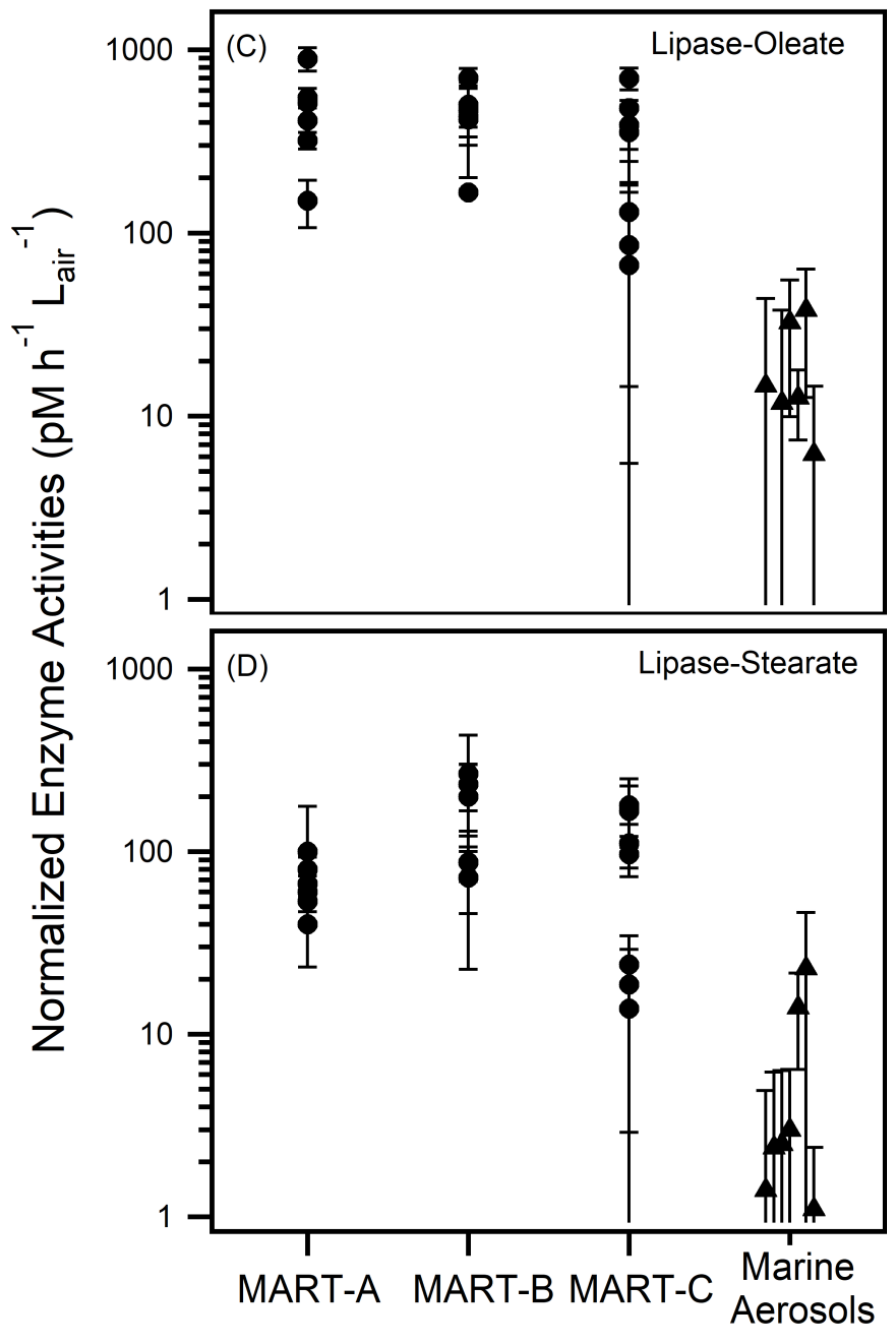 Normalized Enzyme Activities (pM h⁻¹ L_air⁻¹)
(C)
Lipase-Oleate
1000
100
10
1
(D)
Lipase-Stearate
1000
100
10
1
MART-A
MART-B
MART-C
Marine
Aerosols